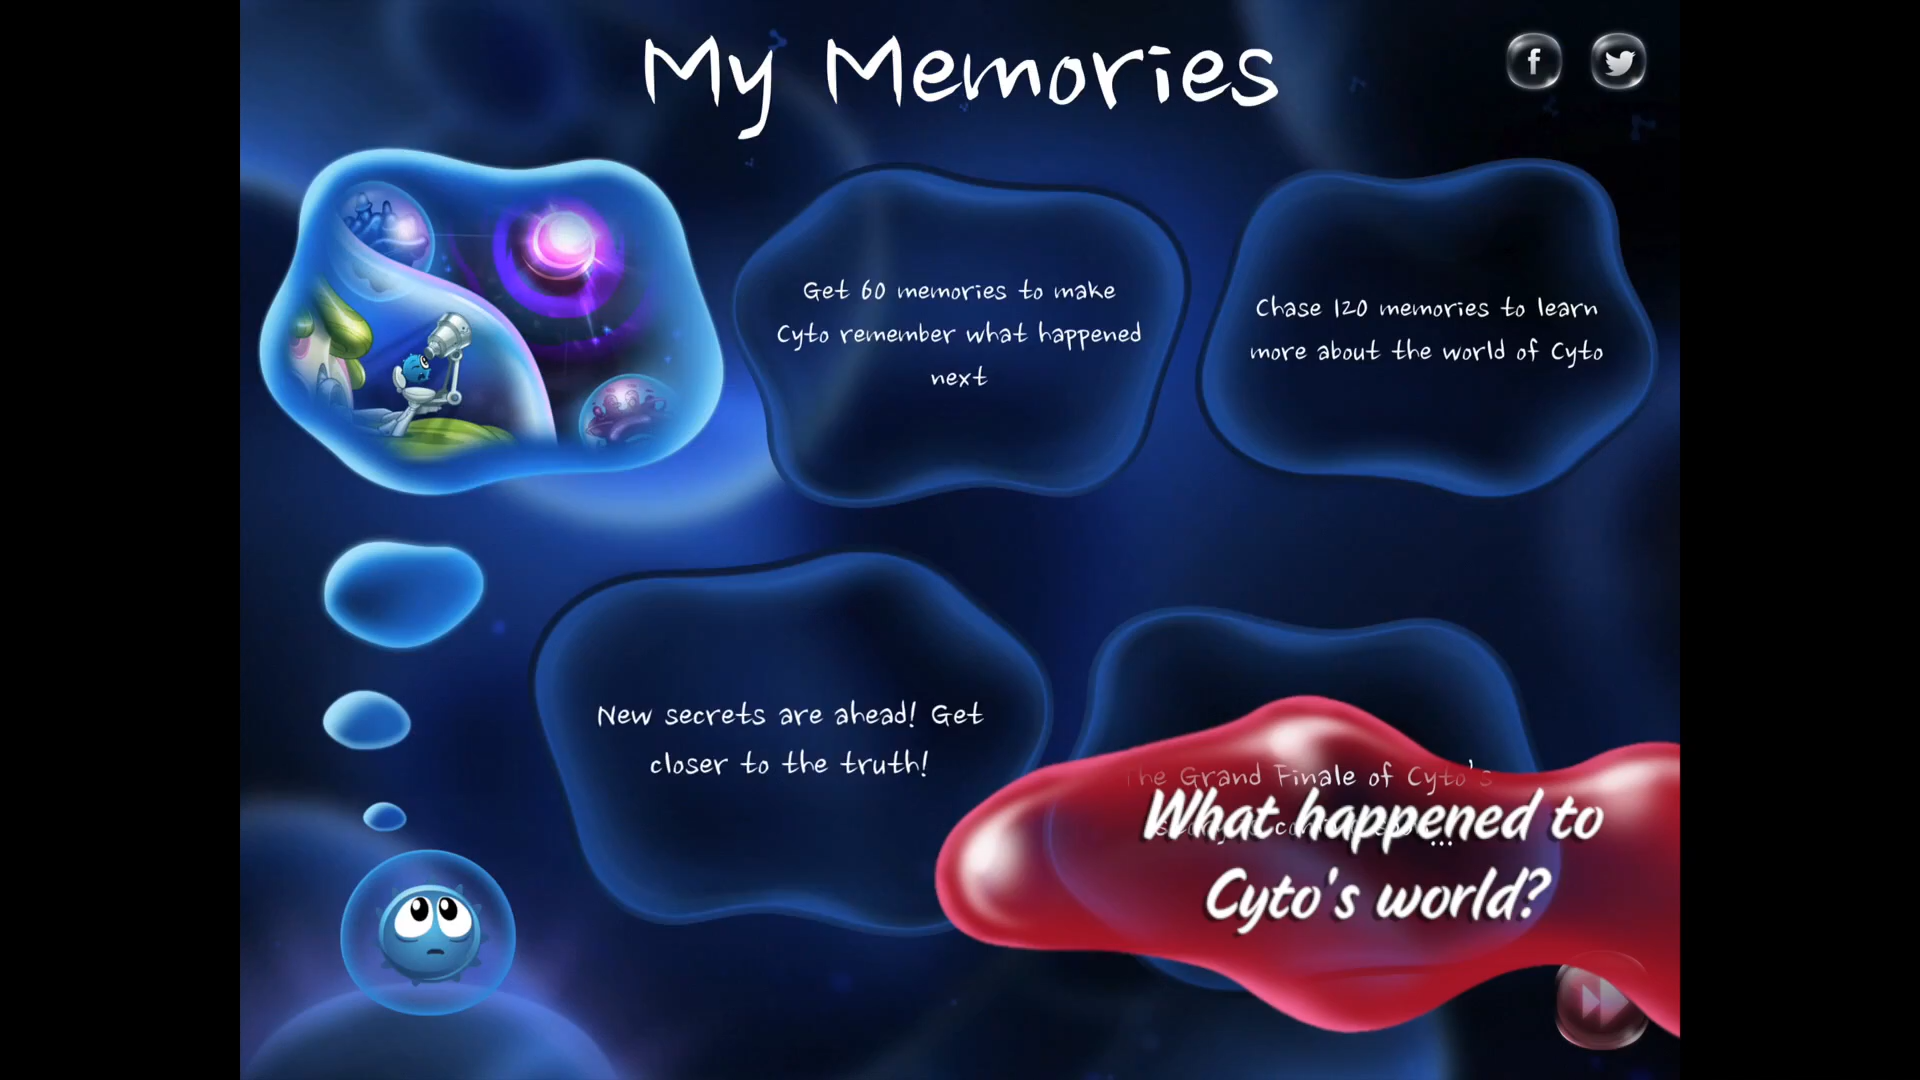 My Memories
f
Get 60 memories to make
Cyto remember what happened
next
Chase 120 memories to learn
more about the world of Cyto
New secrets are ahead! Get
closer to the truth!
The Grand Finale of Cyto's
...
What happened to
Cyto's world?